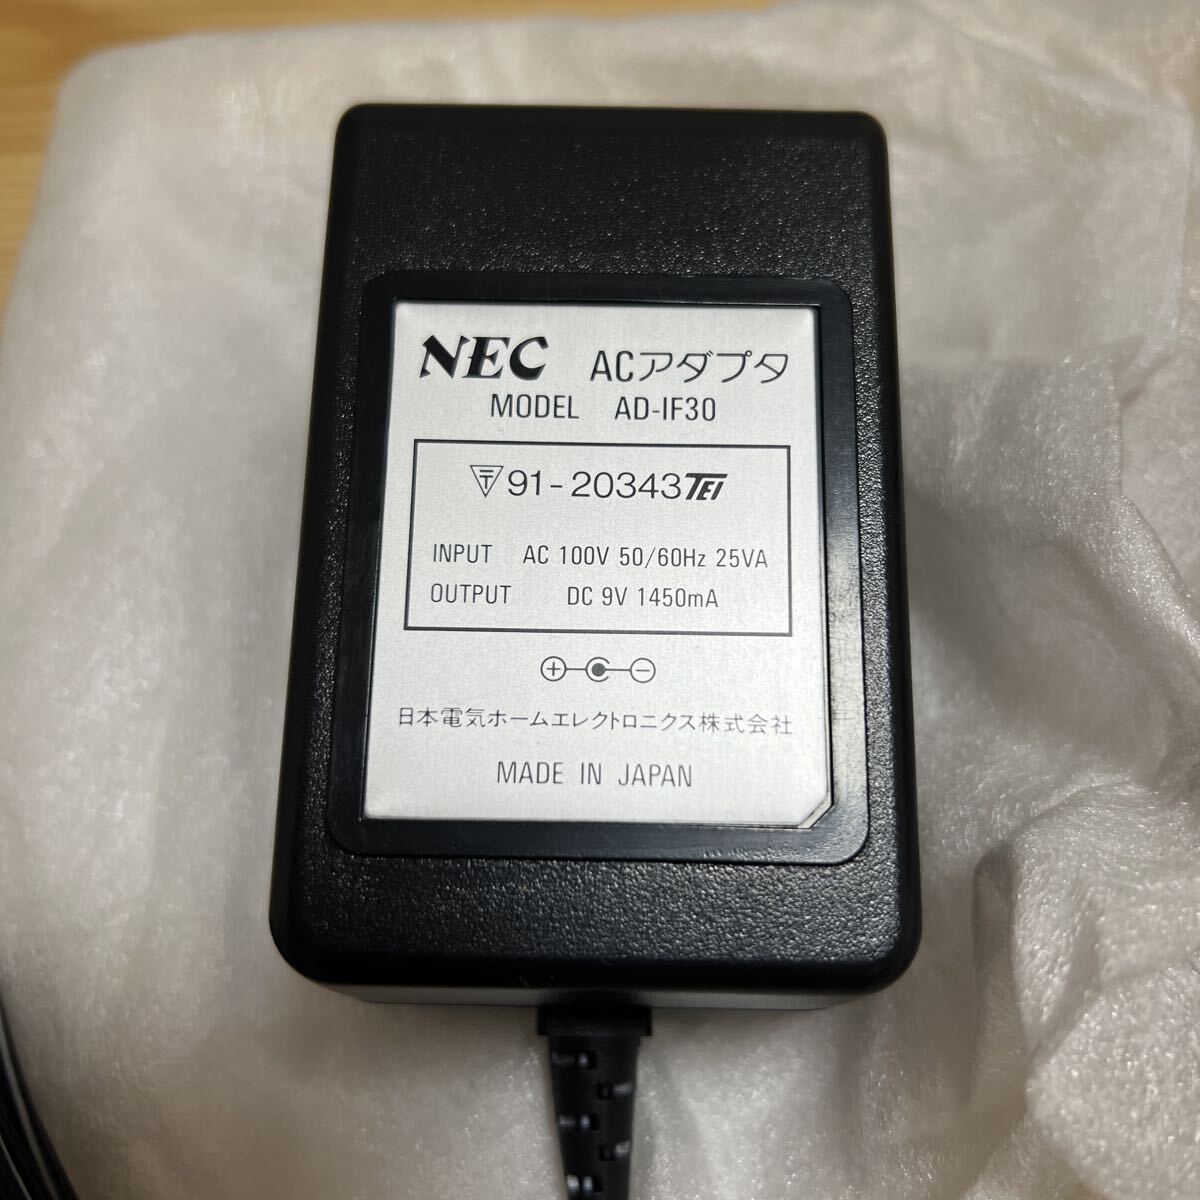 NEC ACアダプタ
MODEL AD-IF30
〒91-20343 TET
INPUT AC 100V 50/60Hz 25VA
OUTPUT DC 9V 1450mA
日本電気ホームエレクトロニクス株式会社
MADE IN JAPAN